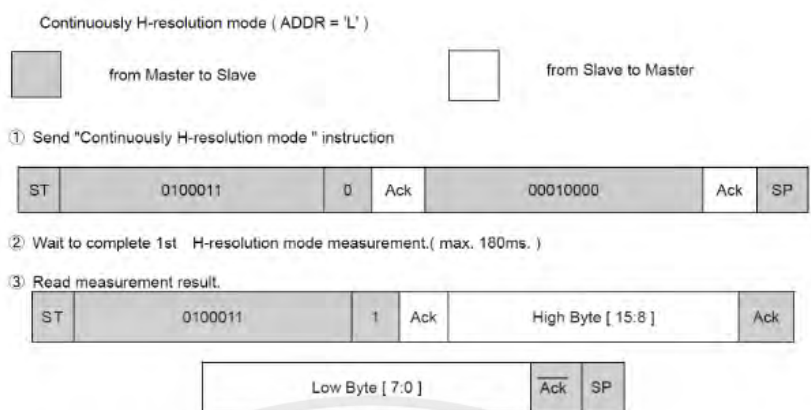 Continuously H-resolution mode ( ADDR = 'L' )
from Master to Slave
from Slave to Master
① Send "Continuously H-resolution mode " instruction
ST 0100011 0 Ack 00010000 Ack SP
② Wait to complete 1st H-resolution mode measurement.( max. 180ms. )
③ Read measurement result.
ST 0100011 1 Ack High Byte [ 15:8 ] Ack
Low Byte [ 7:0 ] A̅c̅k̅ SP